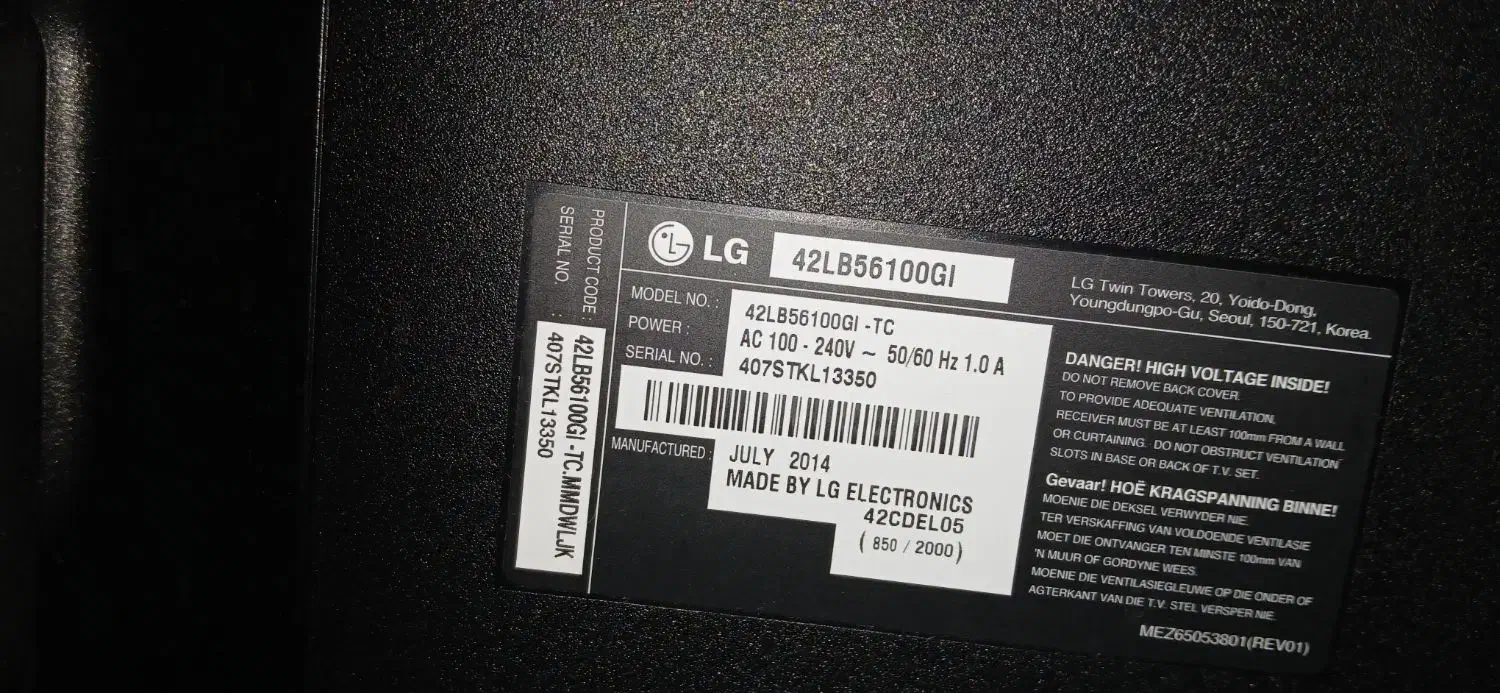 PRODUCT CODE : 42LB56100GI-TC.MMDWLJK
SERIAL NO. : 407STKL13350
LG 42LB56100GI
LG Twin Towers, 20, Yoido-Dong,
Youngdungpo-Gu, Seoul, 150-721, Korea.
MODEL NO. : 42LB56100GI -TC
POWER : AC 100 - 240V ~ 50/60 Hz 1.0 A
SERIAL NO. : 407STKL13350
MANUFACTURED : JULY 2014
MADE BY LG ELECTRONICS
42CDEL05
( 850 / 2000 )
DANGER! HIGH VOLTAGE INSIDE!
DO NOT REMOVE BACK COVER.
TO PROVIDE ADEQUATE VENTILATION,
RECEIVER MUST BE AT LEAST 100mm FROM A WALL
OR CURTAINING. DO NOT OBSTRUCT VENTILATION
SLOTS IN BASE OR BACK OF T.V. SET.
Gevaar! HOË KRAGSPANNING BINNE!
MOENIE DIE DEKSEL VERWYDER NIE.
TER VERSKAFFING VAN VOLDOENDE VENTILASIE
MOET DIE ONTVANGER TEN MINSTE 100mm VAN
'N MUUR OF GORDYNE WEES.
MOENIE DIE VENTILASIEGLEUWE OP DIE ONDER OF
AGTERKANT VAN DIE T.V. STEL VERSPER NIE.
MEZ65053801(REV01)